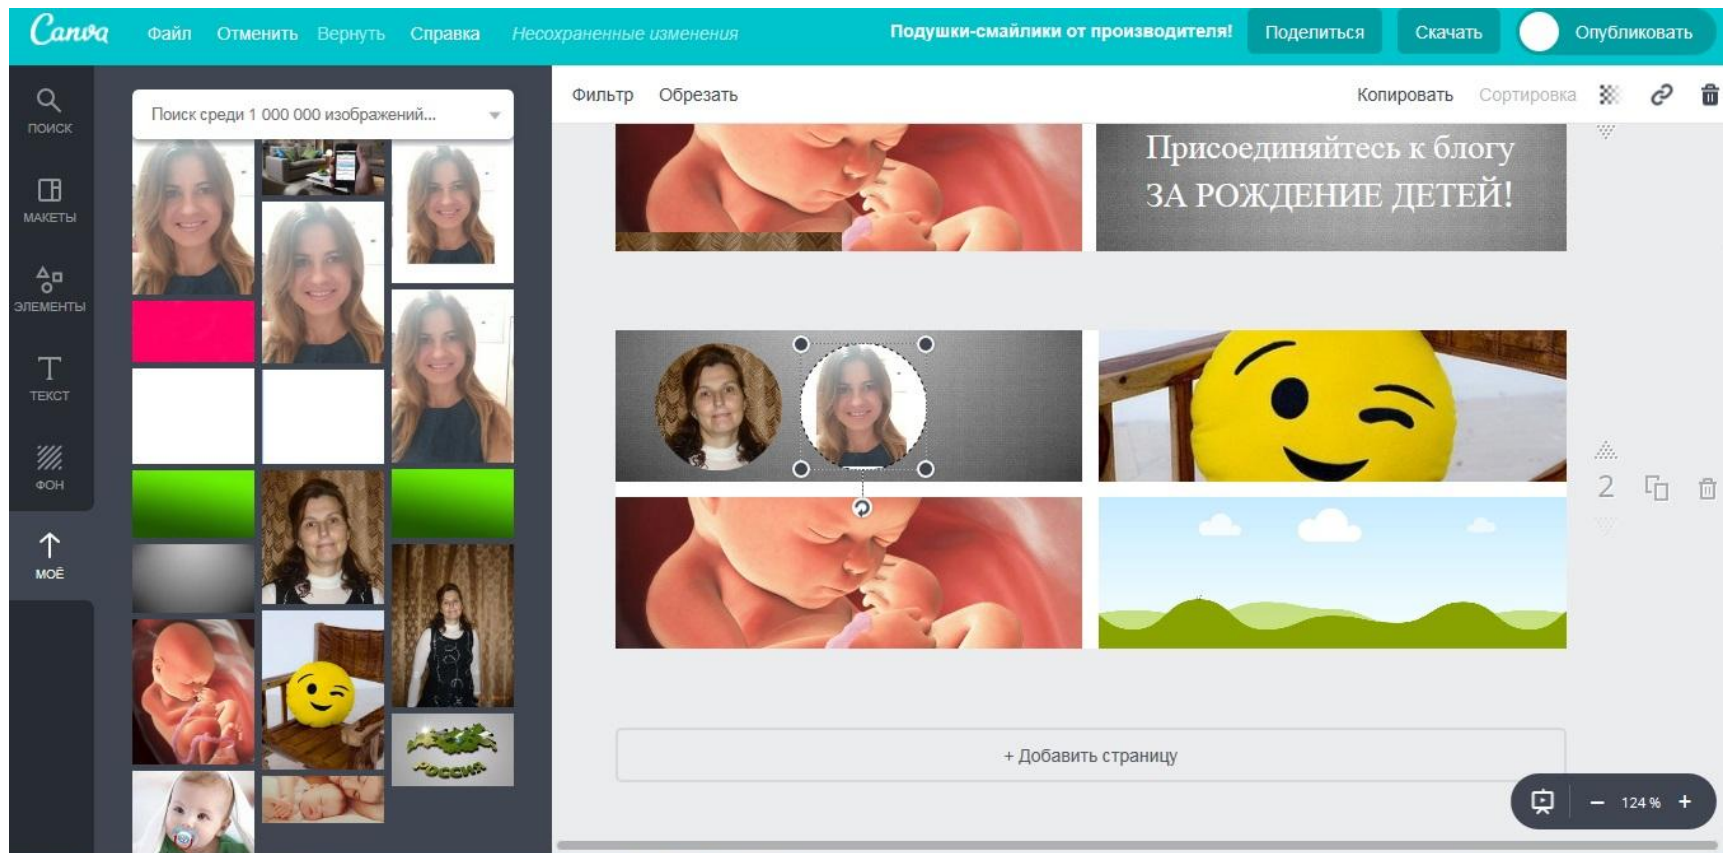 Canva
Файл
Отменить
Вернуть
Справка
Несохраненные изменения
Подушки-смайлики от производителя!
Поделиться
Скачать
Опубликовать
ПОИСК
МАКЕТЫ
ЭЛЕМЕНТЫ
ТЕКСТ
ФОН
МОЁ
Поиск среди 1 000 000 изображений...
РОССИЯ
Фильтр
Обрезать
Копировать
Сортировка
Присоединяйтесь к блогу
ЗА РОЖДЕНИЕ ДЕТЕЙ!
2
+ Добавить страницу
− 124 % +